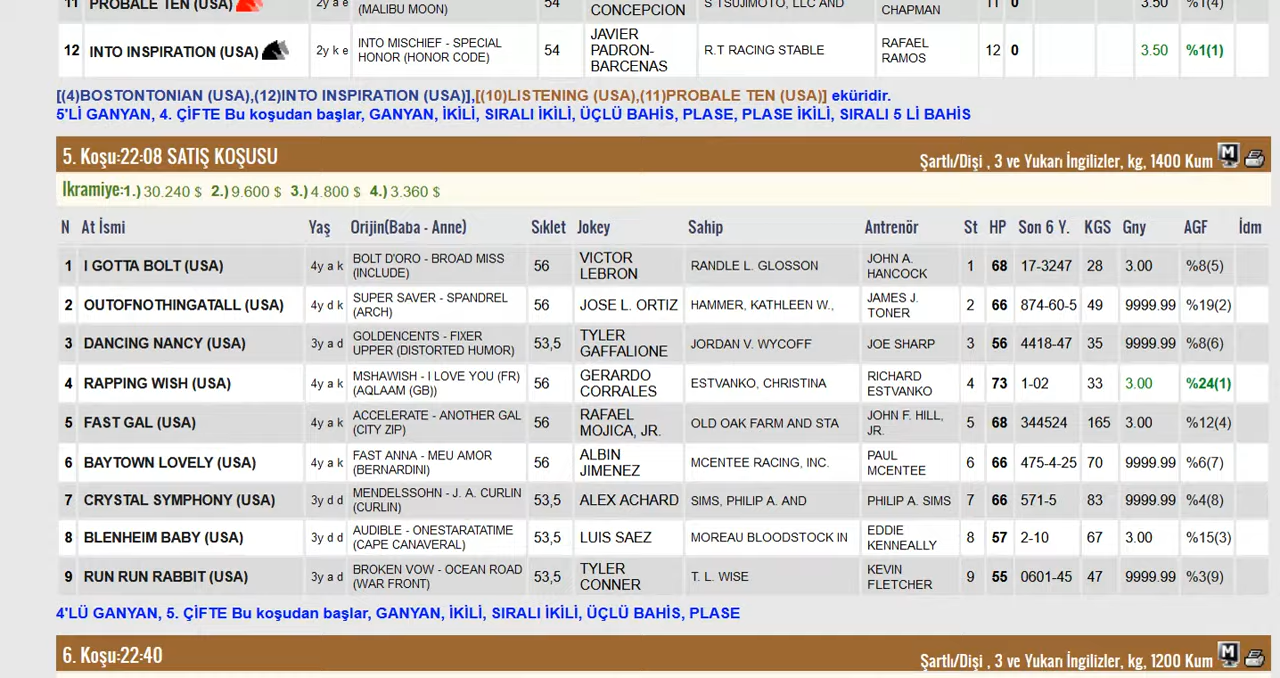 11 PROBALE TEN (USA) 2y a e (MALIBU MOON) 54 CONCEPCION S TSUJIMOTO, LLC AND CHAPMAN 11 0 3.50 %1(4)
12 INTO INSPIRATION (USA) 2y k e INTO MISCHIEF - SPECIAL HONOR (HONOR CODE) 54 JAVIER PADRON-BARCENAS R.T RACING STABLE RAFAEL RAMOS 12 0 3.50 %1(1)
[(4)BOSTONTONIAN (USA),(12)INTO INSPIRATION (USA)],[(10)LISTENING (USA),(11)PROBALE TEN (USA)] eküridir.
5'Lİ GANYAN, 4. ÇİFTE Bu koşudan başlar, GANYAN, İKİLİ, SIRALI İKİLİ, ÜÇLÜ BAHİS, PLASE, PLASE İKİLİ, SIRALI 5 Lİ BAHİS
5. Koşu:22:08 SATIŞ KOŞUSU
Şartlı/Dişi , 3 ve Yukarı İngilizler, kg, 1400 Kum M
İkramiye:1.) 30.240 $ 2.) 9.600 $ 3.) 4.800 $ 4.) 3.360 $
N At İsmi Yaş Orijin(Baba - Anne) Sıklet Jokey Sahip Antrenör St HP Son 6 Y. KGS Gny AGF İdm
1 I GOTTA BOLT (USA) 4y a k BOLT D'ORO - BROAD MISS (INCLUDE) 56 VICTOR LEBRON RANDLE L. GLOSSON JOHN A. HANCOCK 1 68 17-3247 28 3.00 %8(5)
2 OUTOFNOTHINGATALL (USA) 4y d k SUPER SAVER - SPANDREL (ARCH) 56 JOSE L. ORTIZ HAMMER, KATHLEEN W., JAMES J. TONER 2 66 874-60-5 49 9999.99 %19(2)
3 DANCING NANCY (USA) 3y a d GOLDENCENTS - FIXER UPPER (DISTORTED HUMOR) 53,5 TYLER GAFFALIONE JORDAN V. WYCOFF JOE SHARP 3 56 4418-47 35 9999.99 %8(6)
4 RAPPING WISH (USA) 4y a k MSHAWISH - I LOVE YOU (FR) (AQLAAM (GB)) 56 GERARDO CORRALES ESTVANKO, CHRISTINA RICHARD ESTVANKO 4 73 1-02 33 3.00 %24(1)
5 FAST GAL (USA) 4y a k ACCELERATE - ANOTHER GAL (CITY ZIP) 56 RAFAEL MOJICA, JR. OLD OAK FARM AND STA JOHN F. HILL, JR. 5 68 344524 165 3.00 %12(4)
6 BAYTOWN LOVELY (USA) 4y a k FAST ANNA - MEU AMOR (BERNARDINI) 56 ALBIN JIMENEZ MCENTEE RACING, INC. PAUL MCENTEE 6 66 475-4-25 70 9999.99 %6(7)
7 CRYSTAL SYMPHONY (USA) 3y d d MENDELSSOHN - J. A. CURLIN (CURLIN) 53,5 ALEX ACHARD SIMS, PHILIP A. AND PHILIP A. SIMS 7 66 571-5 83 9999.99 %4(8)
8 BLENHEIM BABY (USA) 3y d d AUDIBLE - ONESTARATATIME (CAPE CANAVERAL) 53,5 LUIS SAEZ MOREAU BLOODSTOCK IN EDDIE KENNEALLY 8 57 2-10 67 3.00 %15(3)
9 RUN RUN RABBIT (USA) 3y a d BROKEN VOW - OCEAN ROAD (WAR FRONT) 53,5 TYLER CONNER T. L. WISE KEVIN FLETCHER 9 55 0601-45 47 9999.99 %3(9)
4'LÜ GANYAN, 5. ÇİFTE Bu koşudan başlar, GANYAN, İKİLİ, SIRALI İKİLİ, ÜÇLÜ BAHİS, PLASE
6. Koşu:22:40
Şartlı/Dişi , 3 ve Yukarı İngilizler, kg, 1200 Kum M